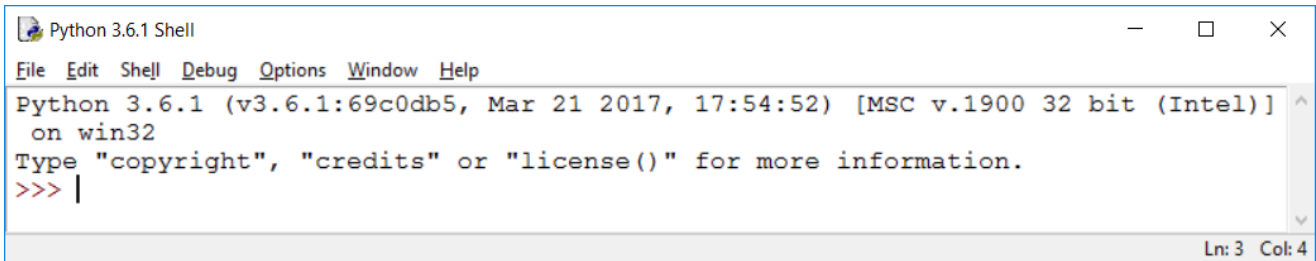 Python 3.6.1 Shell
File Edit Shell Debug Options Window Help
Python 3.6.1 (v3.6.1:69c0db5, Mar 21 2017, 17:54:52) [MSC v.1900 32 bit (Intel)]
on win32
Type "copyright", "credits" or "license()" for more information.
>>>
Ln: 3 Col: 4